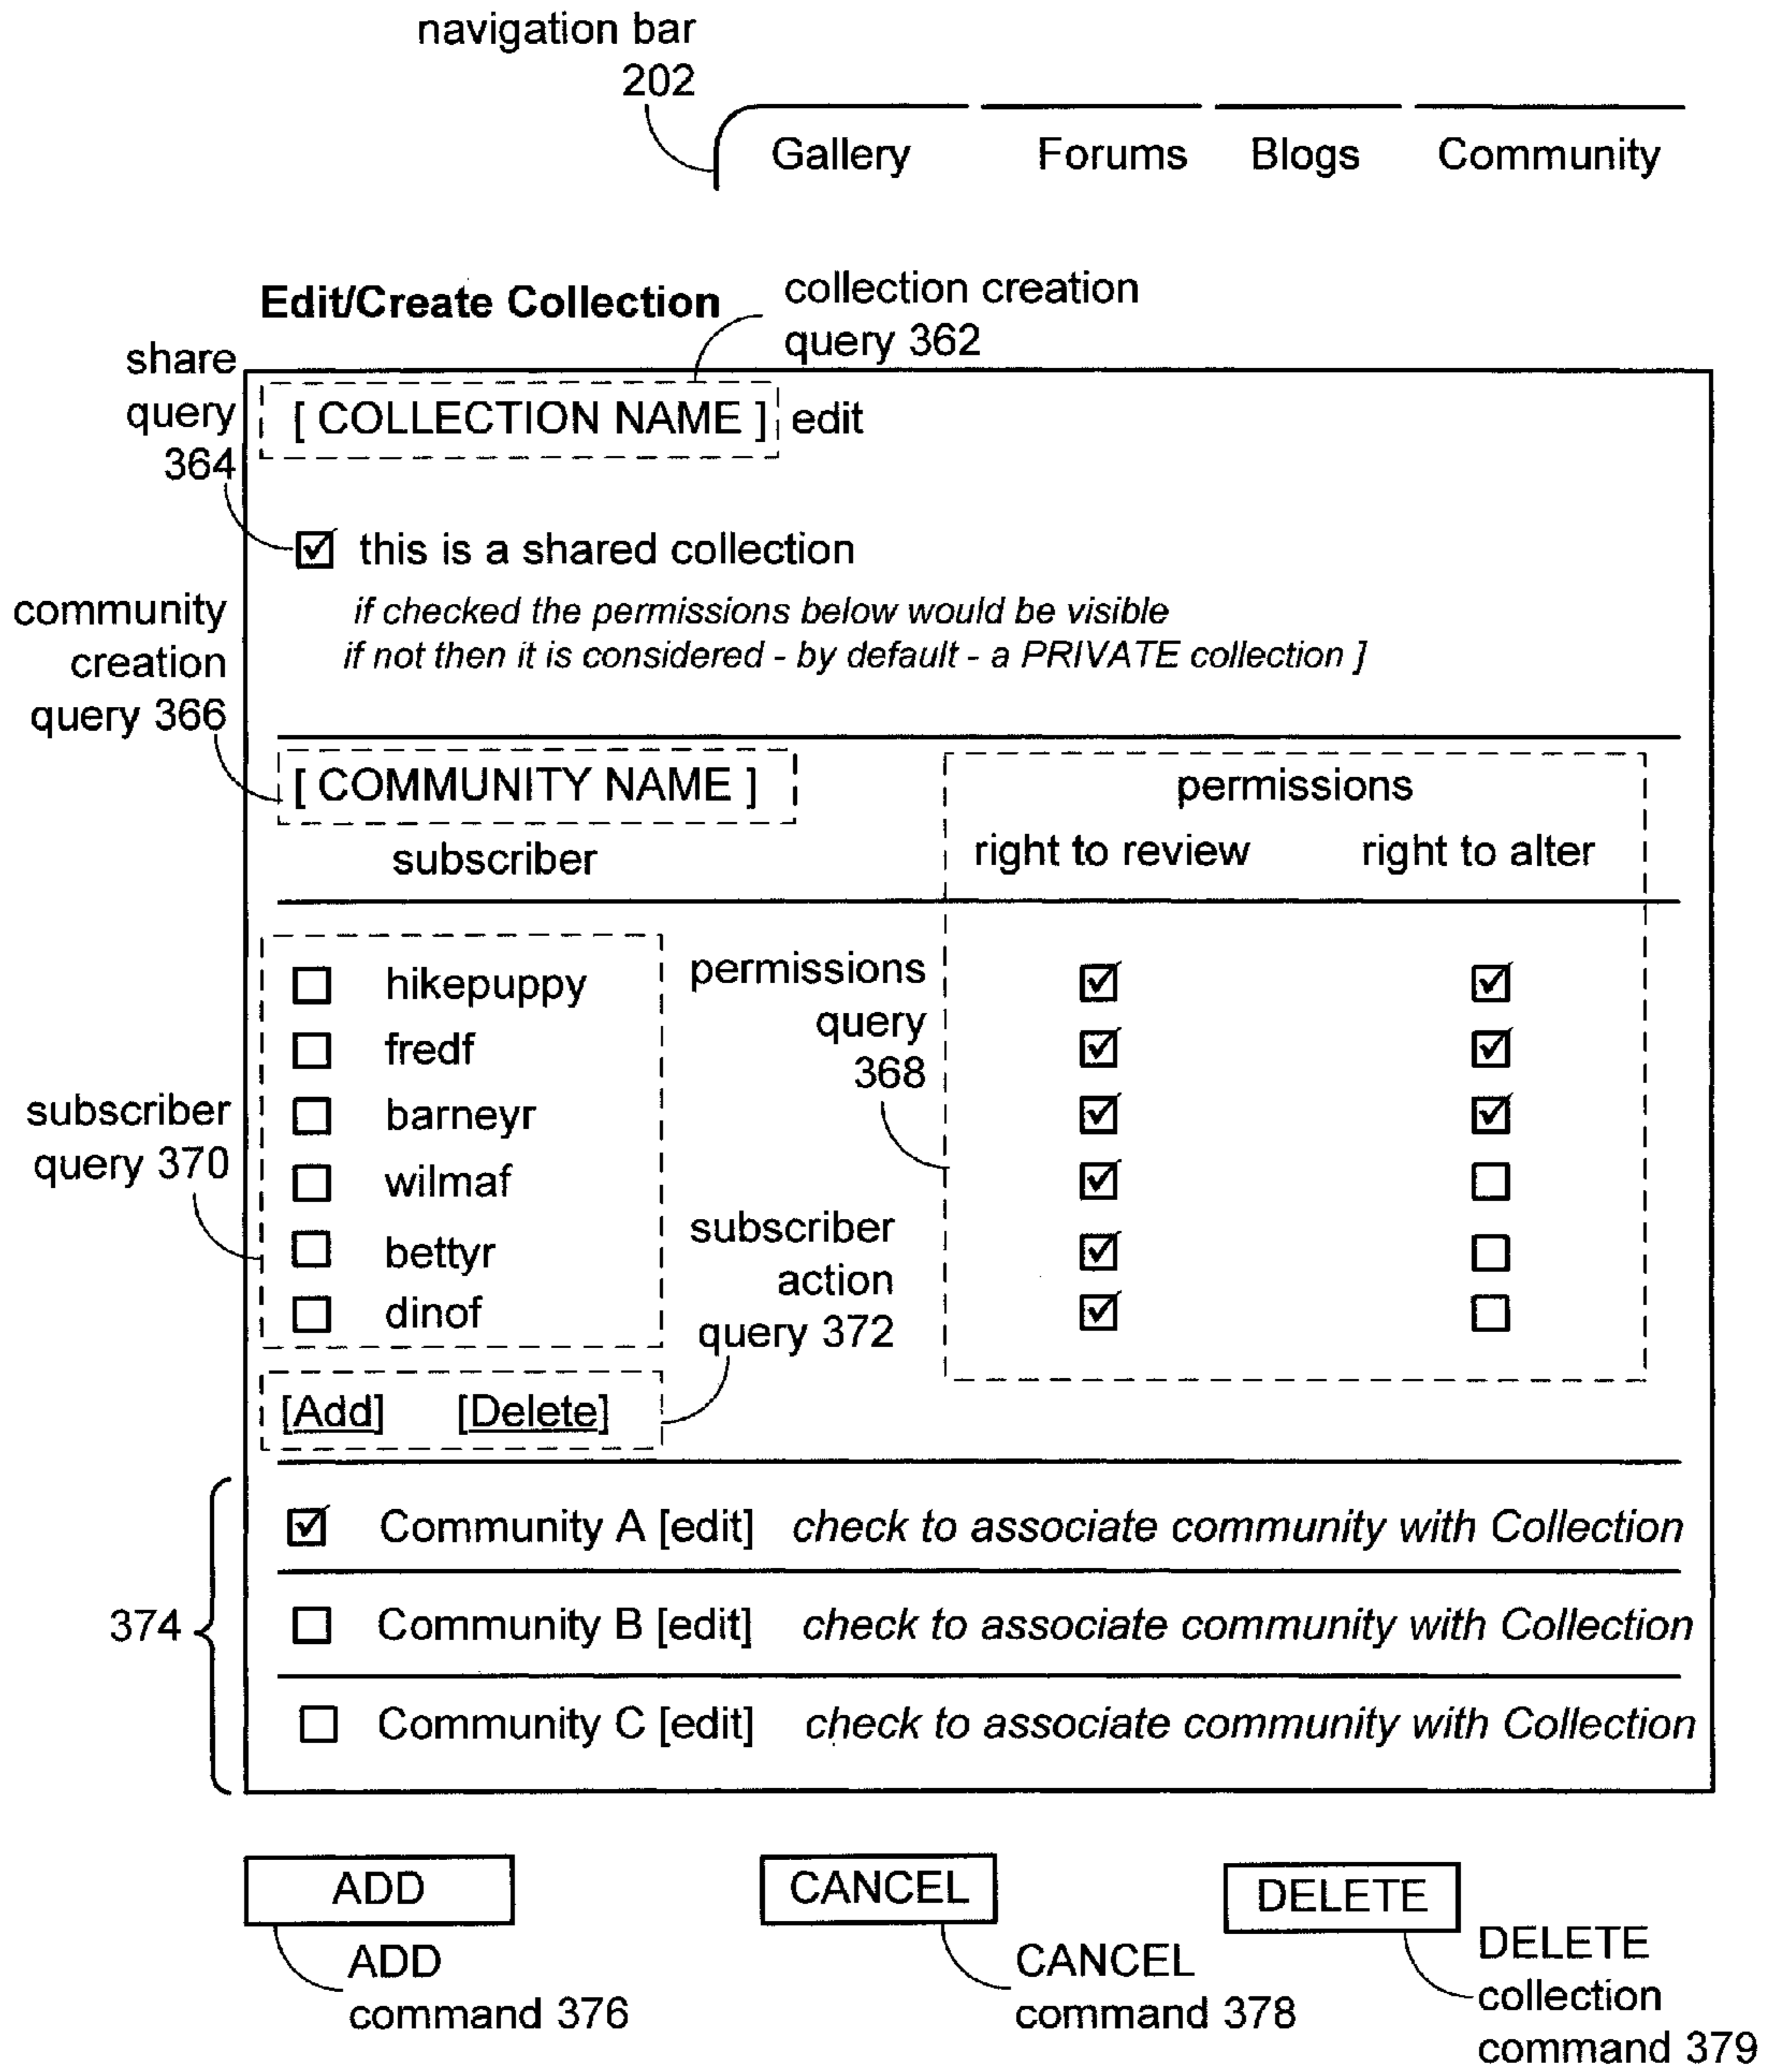 navigation bar
202
Gallery Forums Blogs Community
Edit/Create Collection
collection creation
query 362
share
query
364
[ COLLECTION NAME ] edit
this is a shared collection
if checked the permissions below would be visible
if not then it is considered - by default - a PRIVATE collection ]
community
creation
query 366
[ COMMUNITY NAME ]
permissions
subscriber
right to review right to alter
hikepuppy
fredf
barneyr
wilmaf
bettyr
dinof
permissions
query
368
subscriber
query 370
subscriber
action
query 372
[Add] [Delete]
374
Community A [edit] check to associate community with Collection
Community B [edit] check to associate community with Collection
Community C [edit] check to associate community with Collection
ADD
CANCEL
DELETE
ADD
command 376
CANCEL
command 378
DELETE
collection
command 379